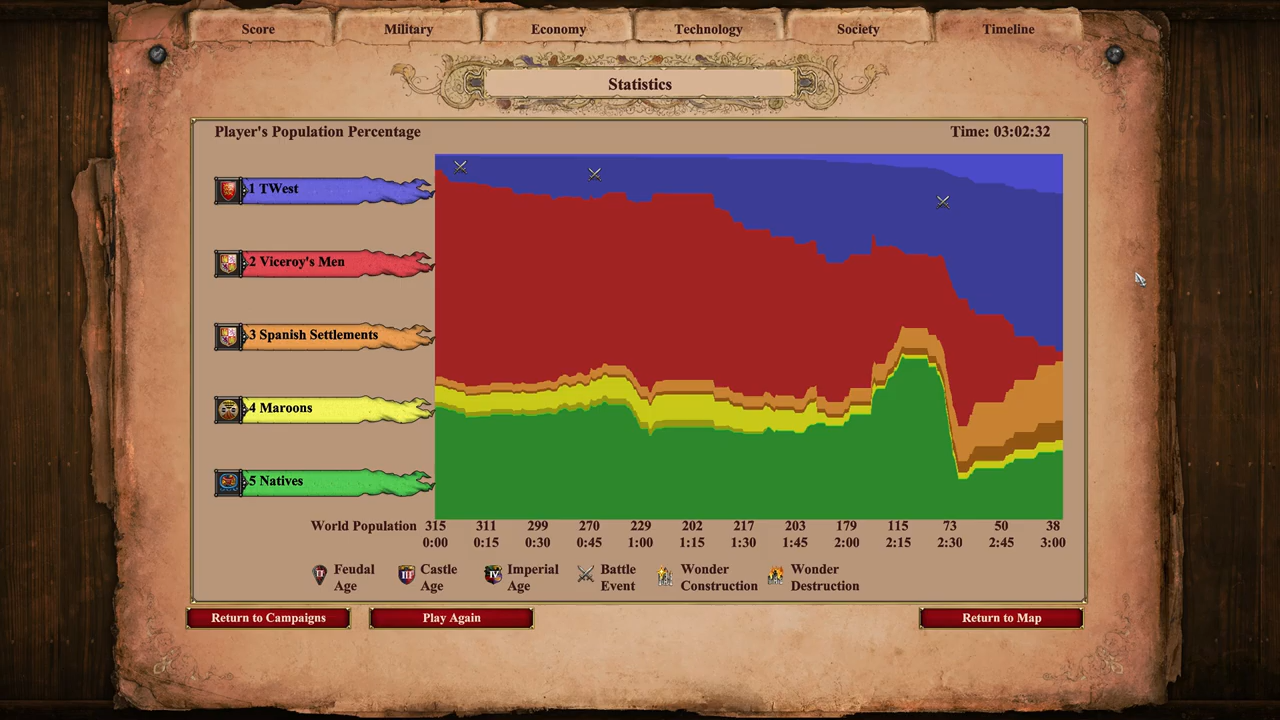 Score Military Economy Technology Society Timeline
Statistics
Player's Population Percentage Time: 03:02:32
1 TWest
2 Viceroy's Men
3 Spanish Settlements
4 Maroons
5 Natives
World Population 315 311 299 270 229 202 217 203 179 115 73 50 38
0:00 0:15 0:30 0:45 1:00 1:15 1:30 1:45 2:00 2:15 2:30 2:45 3:00
Feudal Castle Imperial Battle Wonder Wonder
Age Age Age Event Construction Destruction
Return to Campaigns Play Again Return to Map